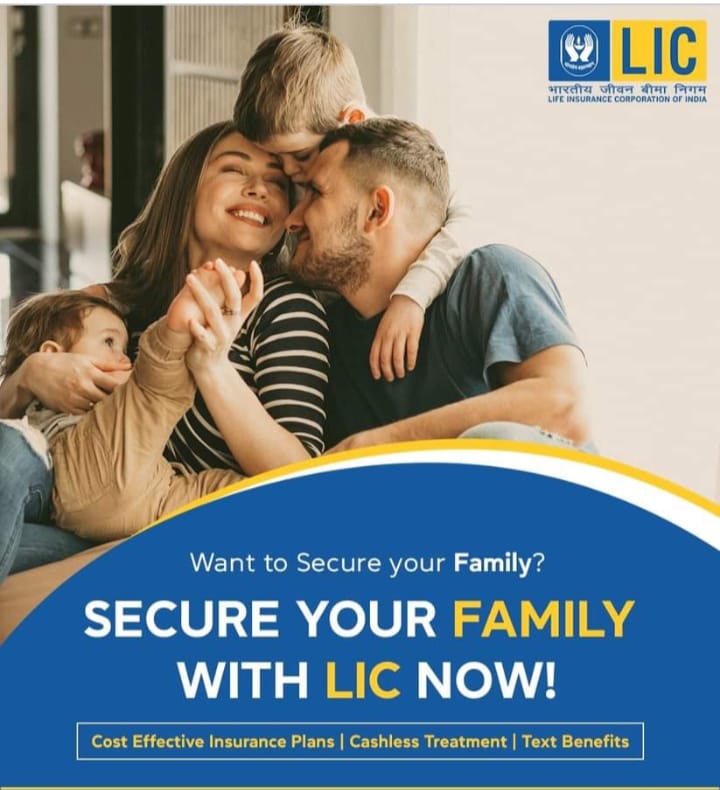 LIC
भारतीय जीवन बीमा निगम
LIFE INSURANCE CORPORATION OF INDIA
Want to Secure your Family?
SECURE YOUR FAMILY
WITH LIC NOW!
Cost Effective Insurance Plans | Cashless Treatment | Text Benefits